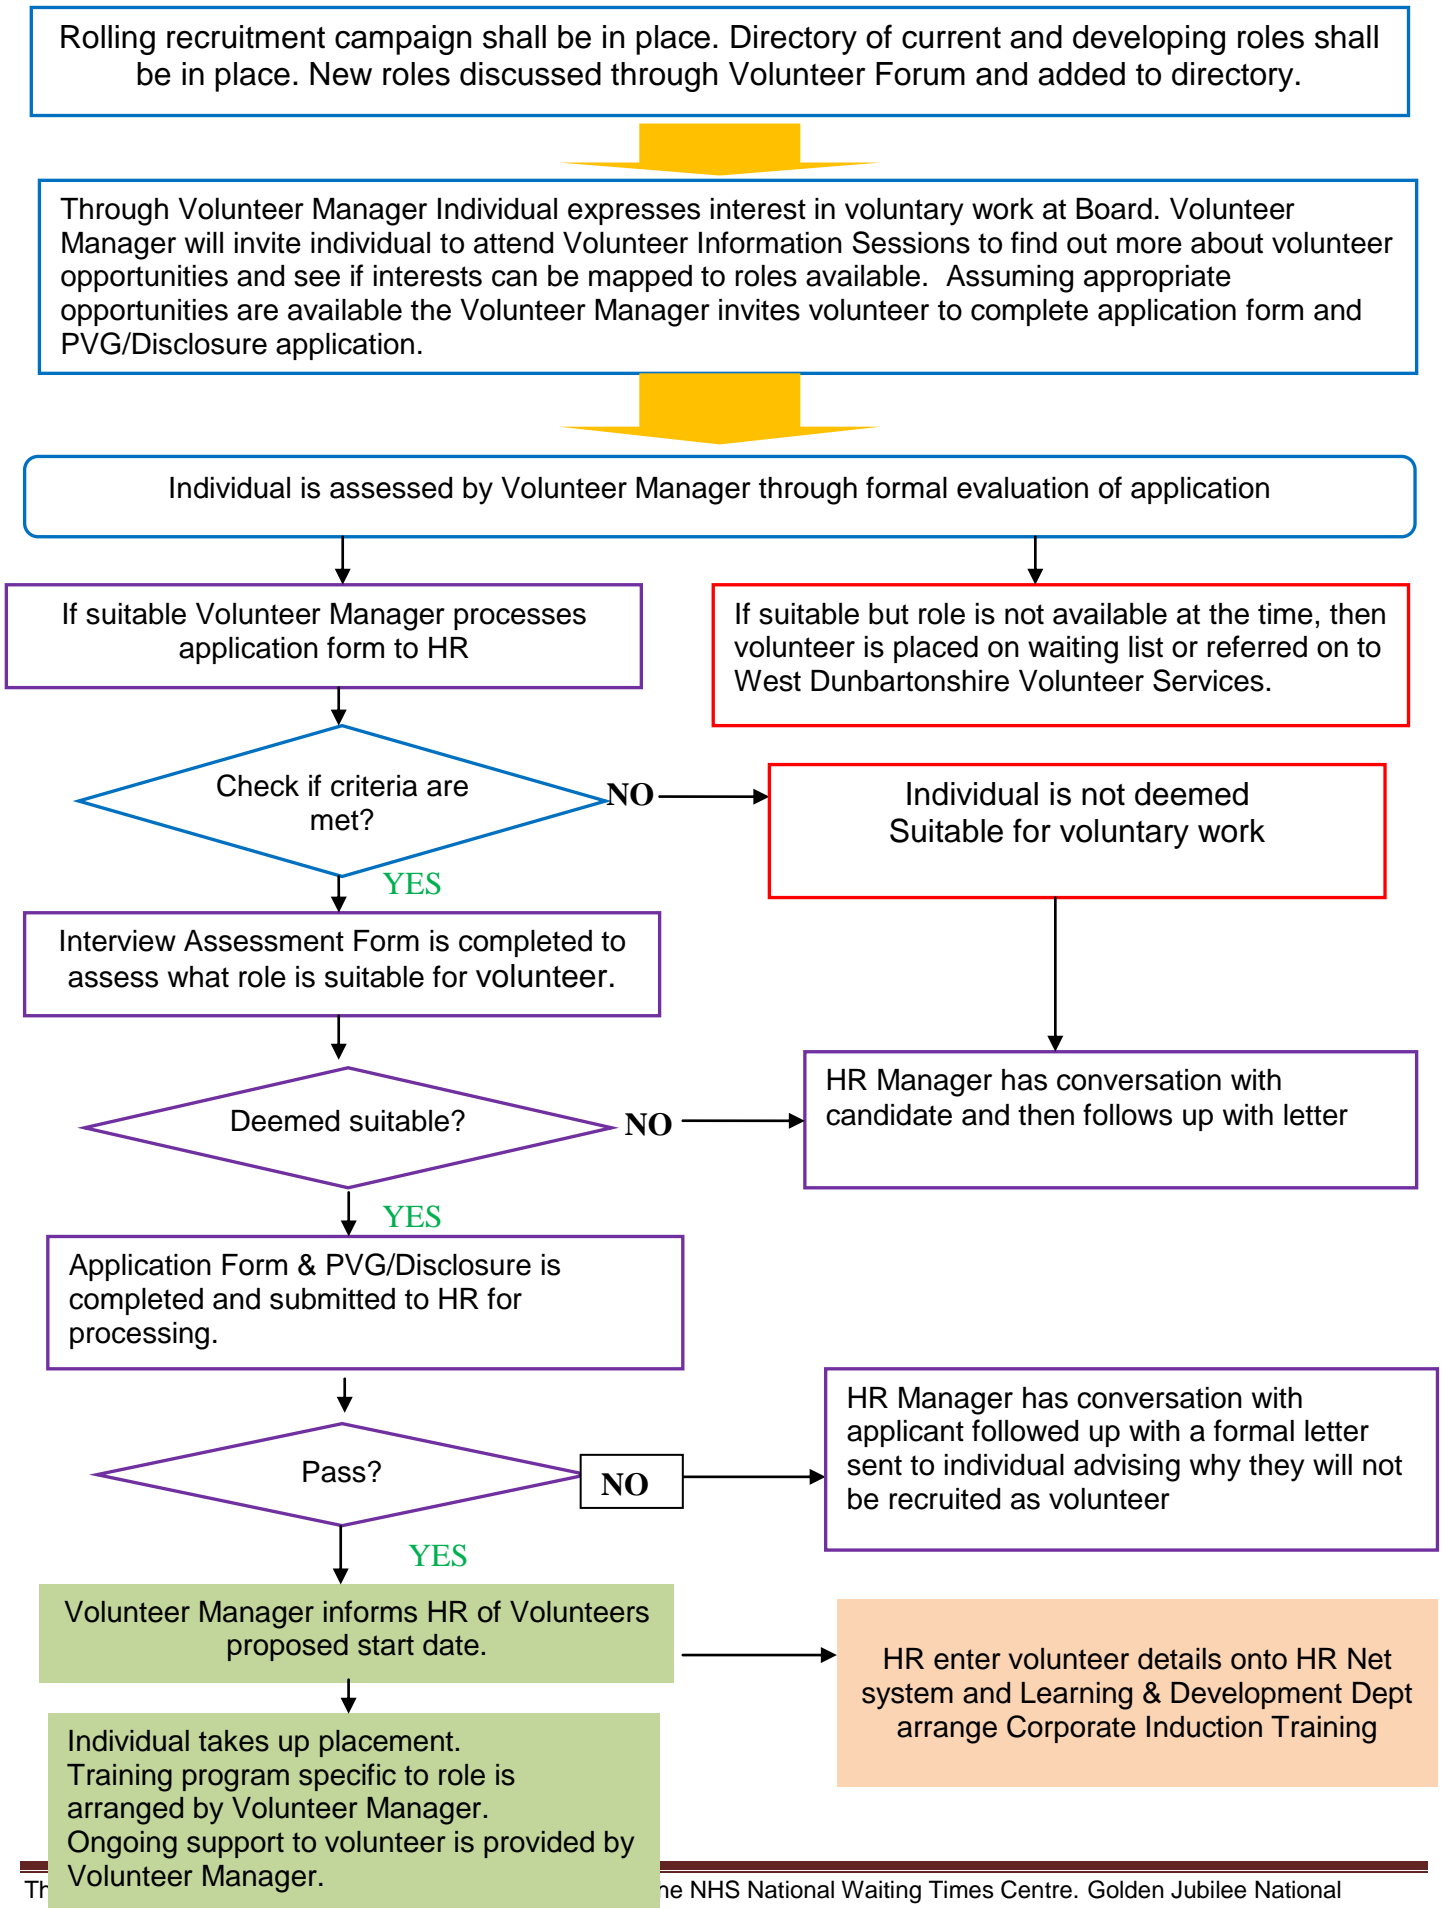 Rolling recruitment campaign shall be in place. Directory of current and developing roles shall
be in place. New roles discussed through Volunteer Forum and added to directory.
Through Volunteer Manager Individual expresses interest in voluntary work at Board. Volunteer
Manager will invite individual to attend Volunteer Information Sessions to find out more about volunteer
opportunities and see if interests can be mapped to roles available.  Assuming appropriate
opportunities are available the Volunteer Manager invites volunteer to complete application form and
PVG/Disclosure application.
Individual is assessed by Volunteer Manager through formal evaluation of application
If suitable Volunteer Manager processes
application form to HR
If suitable but role is not available at the time, then
volunteer is placed on waiting list or referred on to
West Dunbartonshire Volunteer Services.
Check if criteria are
met?
NO
Individual is not deemed
Suitable for voluntary work
YES
Interview Assessment Form is completed to
assess what role is suitable for volunteer.
Deemed suitable?
NO
HR Manager has conversation with
candidate and then follows up with letter
YES
Application Form & PVG/Disclosure is
completed and submitted to HR for
processing.
Pass?
NO
HR Manager has conversation with
applicant followed up with a formal letter
sent to individual advising why they will not
be recruited as volunteer
YES
Volunteer Manager informs HR of Volunteers
proposed start date.
HR enter volunteer details onto HR Net
system and Learning & Development Dept
arrange Corporate Induction Training
Individual takes up placement.
Training program specific to role is
arranged by Volunteer Manager.
Ongoing support to volunteer is provided by
Volunteer Manager.
NHS National Waiting Times Centre. Golden Jubilee National